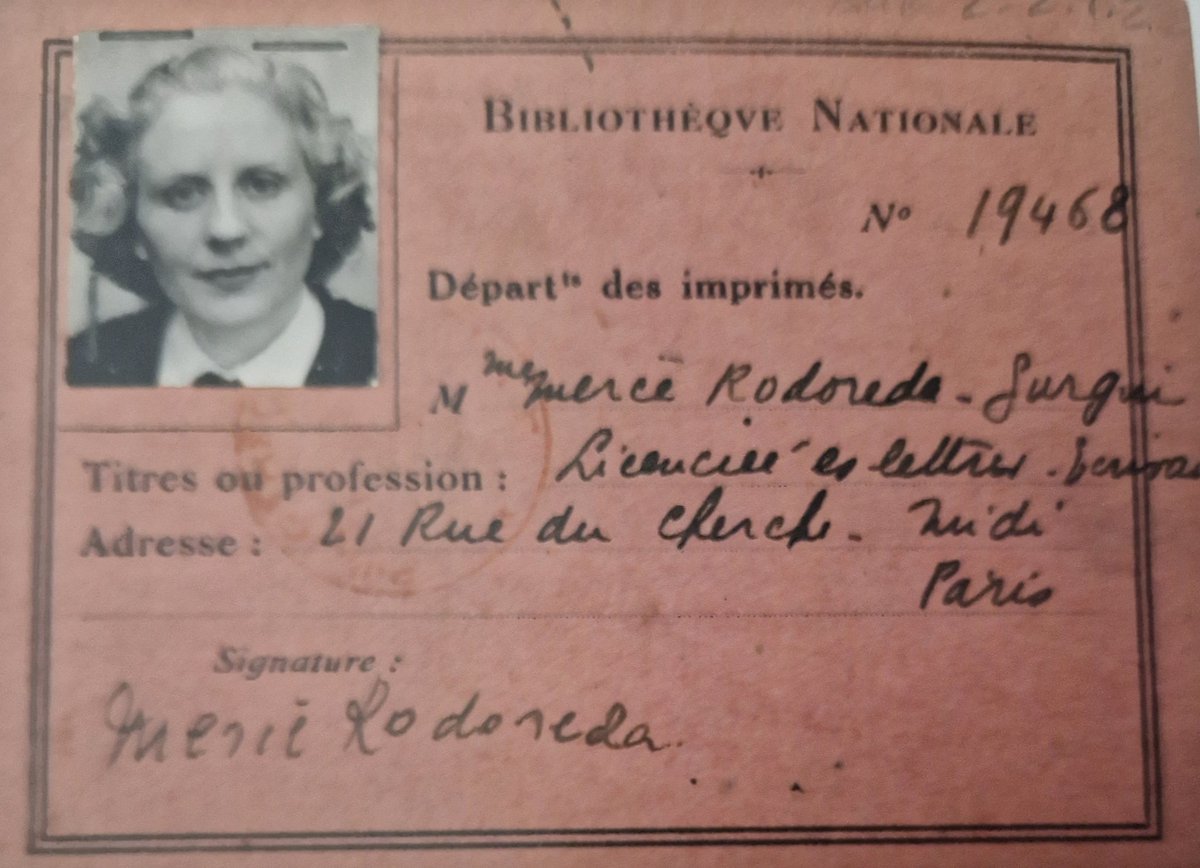 BIBLIOTHÈQVE NATIONALE
Nº 19468
Départts des imprimés.
Mme Mercè Rodoreda - Gurgui
Titres ou profession : Licenciée ès lettres.
Adresse : 21 Rue du Cherche-Midi
Paris
Signature :
Mercè Rodoreda.